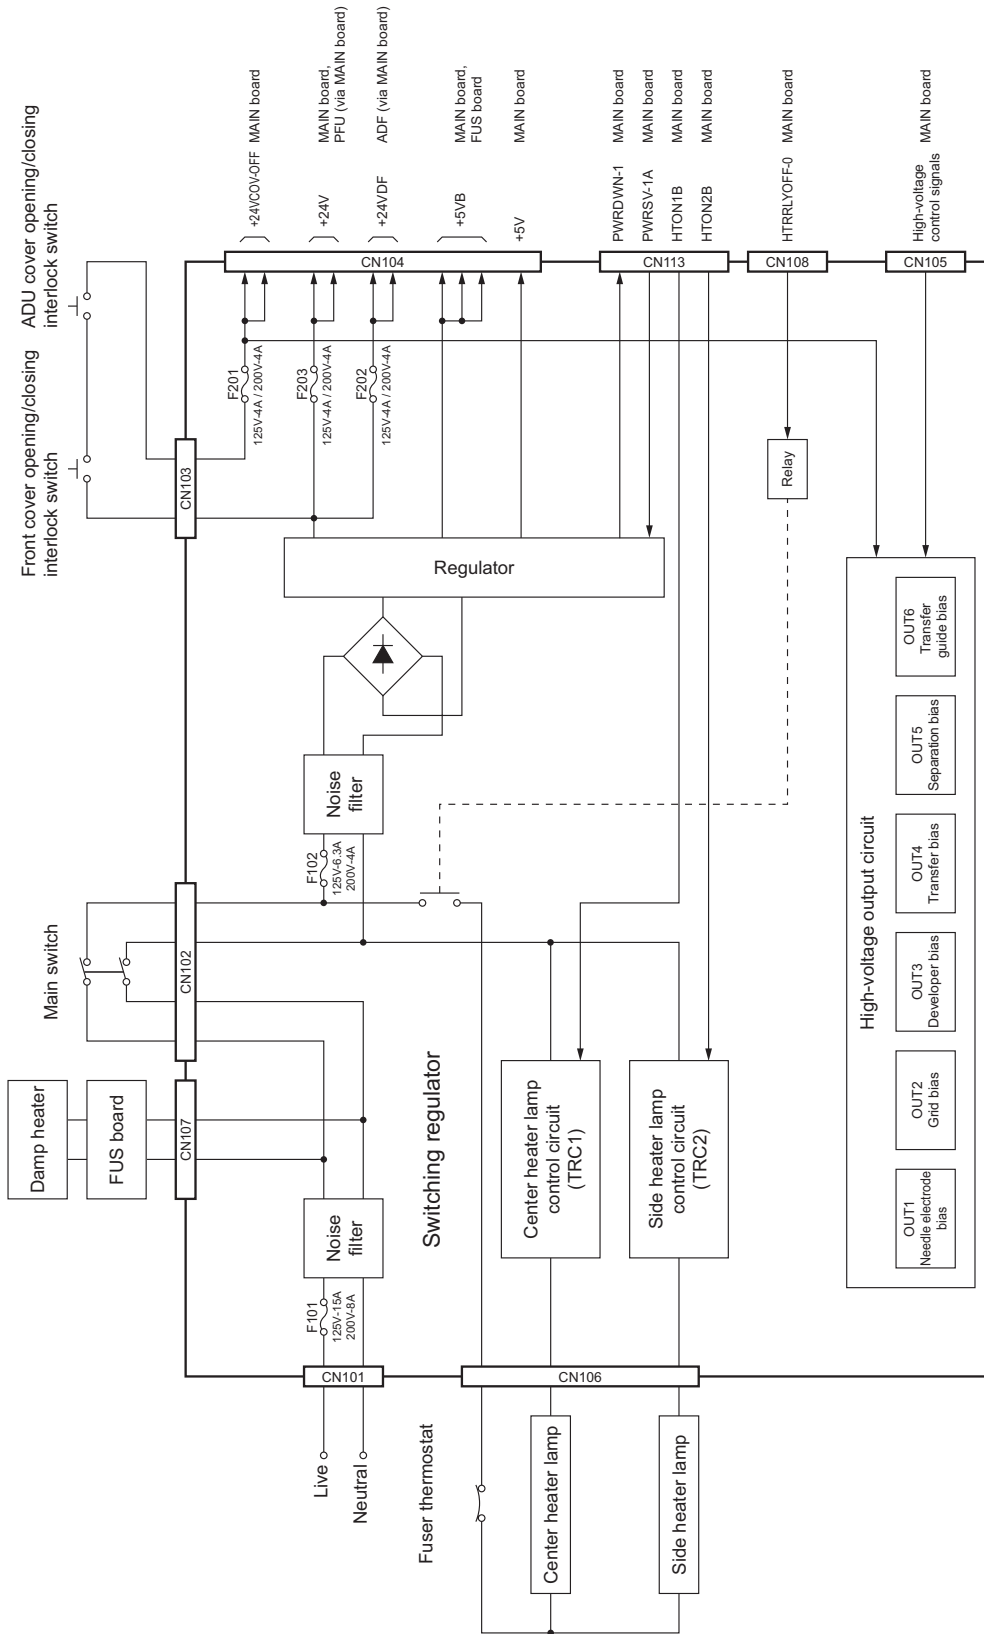 Live
Neutral
CN101
F101
125V-15A
200V-8A
Noise
filter
Damp heater
FUS board
CN107
Main switch
CN102
F102
125V-6.3A
200V-4A
Noise
filter
Regulator
Front cover opening/closing
interlock switch
ADU cover opening/closing
interlock switch
CN103
F201
125V-4A / 200V-4A
F203
125V-4A / 200V-4A
F202
125V-4A / 200V-4A
CN104
+24VCOV-OFF
MAIN board
+24V
MAIN board,
PFU (via MAIN board)
+24VDF
ADF (via MAIN board)
+5VB
MAIN board,
FUS board
+5V
MAIN board
CN113
PWRDWN-1
MAIN board
PWRSV-1A
MAIN board
HTON1B
MAIN board
HTON2B
MAIN board
CN108
HTRRLYOFF-0
MAIN board
CN105
High-voltage
control signals
MAIN board
Relay
Switching regulator
Fuser thermostat
CN106
Center heater lamp
Side heater lamp
Center heater lamp
control circuit
(TRC1)
Side heater lamp
control circuit
(TRC2)
High-voltage output circuit
OUT1
Needle electrode
bias
OUT2
Grid bias
OUT3
Developer bias
OUT4
Transfer bias
OUT5
Separation bias
OUT6
Transfer
guide bias